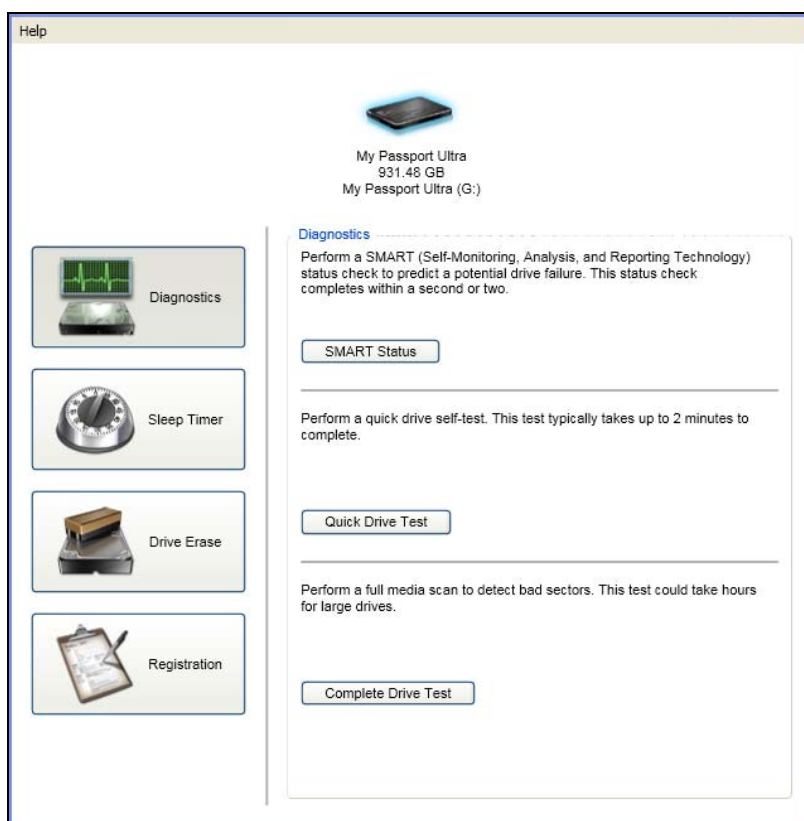 Help
My Passport Ultra
931.48 GB
My Passport Ultra (G:)
Diagnostics
Sleep Timer
Drive Erase
Registration
Diagnostics
Perform a SMART (Self-Monitoring, Analysis, and Reporting Technology)
status check to predict a potential drive failure. This status check
completes within a second or two.
SMART Status
Perform a quick drive self-test. This test typically takes up to 2 minutes to
complete.
Quick Drive Test
Perform a full media scan to detect bad sectors. This test could take hours
for large drives.
Complete Drive Test